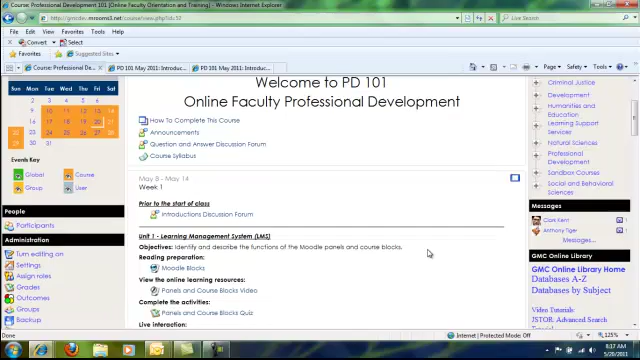 Course: Professional Development 101 (Online Faculty Orientation and Training) - Windows Internet Explorer
Live Search
File Edit View Favorites Tools Help
Convert Select
Favorites Suggested Sites
Course: Professional D... PD 101 May 2011: Introduc... PD 101 May 2011: Introduc...
Page Safety Tools
Sun Mon Tue Wed Thu Fri Sat
Events Key
Global Course
Group User
People
Participants
Administration
Turn editing on
Settings
Assign roles
Grades
Outcomes
Groups
Backup
Welcome to PD 101
Online Faculty Professional Development
How To Complete This Course
Announcements
Question and Answer Discussion Forum
Course Syllabus
May 8 - May 14
Week 1
Prior to the start of class
Introductions Discussion Forum
Unit 1 - Learning Management System (LMS)
Objectives: Identify and describe the functions of the Moodle panels and course blocks.
Reading preparation:
Moodle Blocks
View the online learning resources:
Panels and Course Blocks Video
Complete the activities:
Panels and Course Blocks Quiz
Live interaction:
Criminal Justice
Development
Humanities and
Education
Learning Support
Services
Natural Sciences
Professional
Development
Sandbox Courses
Social and Behavioral
Sciences
Messages
Clark Kent
Anthony Tiger
Messages...
GMC Online Library
GMC Online Library Home
Databases A-Z
Databases by Subject
Video Tutorials:
JSTOR: Advanced Search
Done
Internet | Protected Mode: Off
125%
8:17 AM
5/20/2011